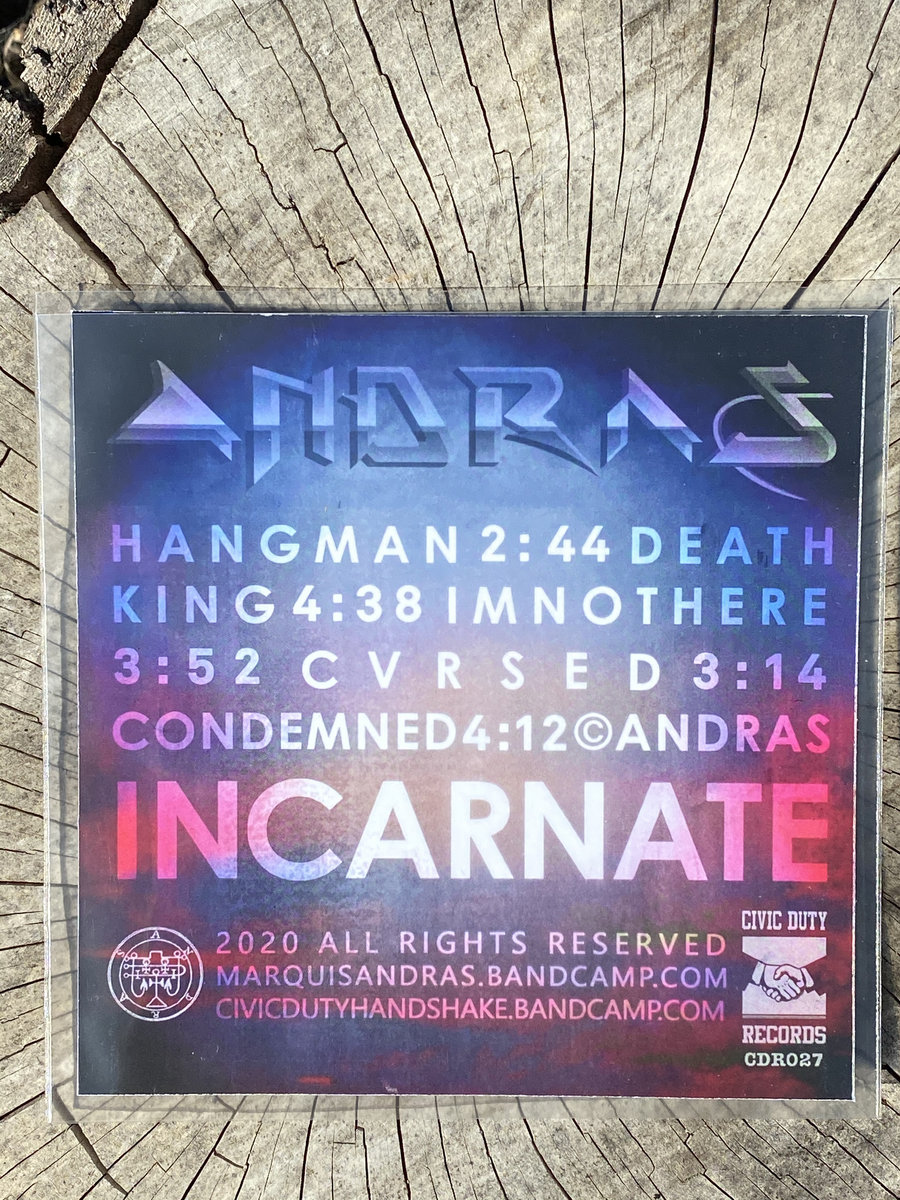 ANDRAS
HANGMAN 2:44 DEATH
KING 4:38 IMNOTHERE
3:52 CVRSED 3:14
CONDEMNED 4:12 © ANDRAS
INCARNATE
2020 ALL RIGHTS RESERVED
MARQUISANDRAS.BANDCAMP.COM
CIVICDUTYHANDSHAKE.BANDCAMP.COM
ANDRAS
CIVIC DUTY
RECORDS
CDR027